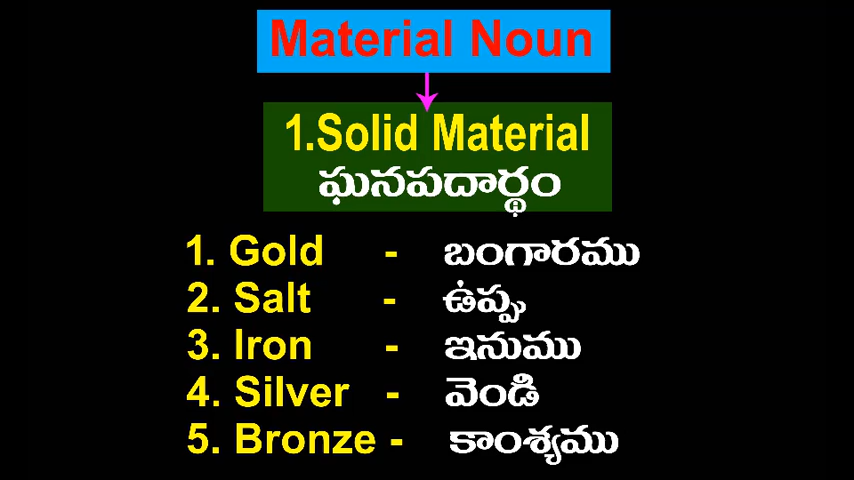 Material Noun
1.Solid Material
ఘనపదార్థం
1. Gold - బంగారము
2. Salt - ఉప్పు
3. Iron - ఇనుము
4. Silver - వెండి
5. Bronze - కాంశ్యము